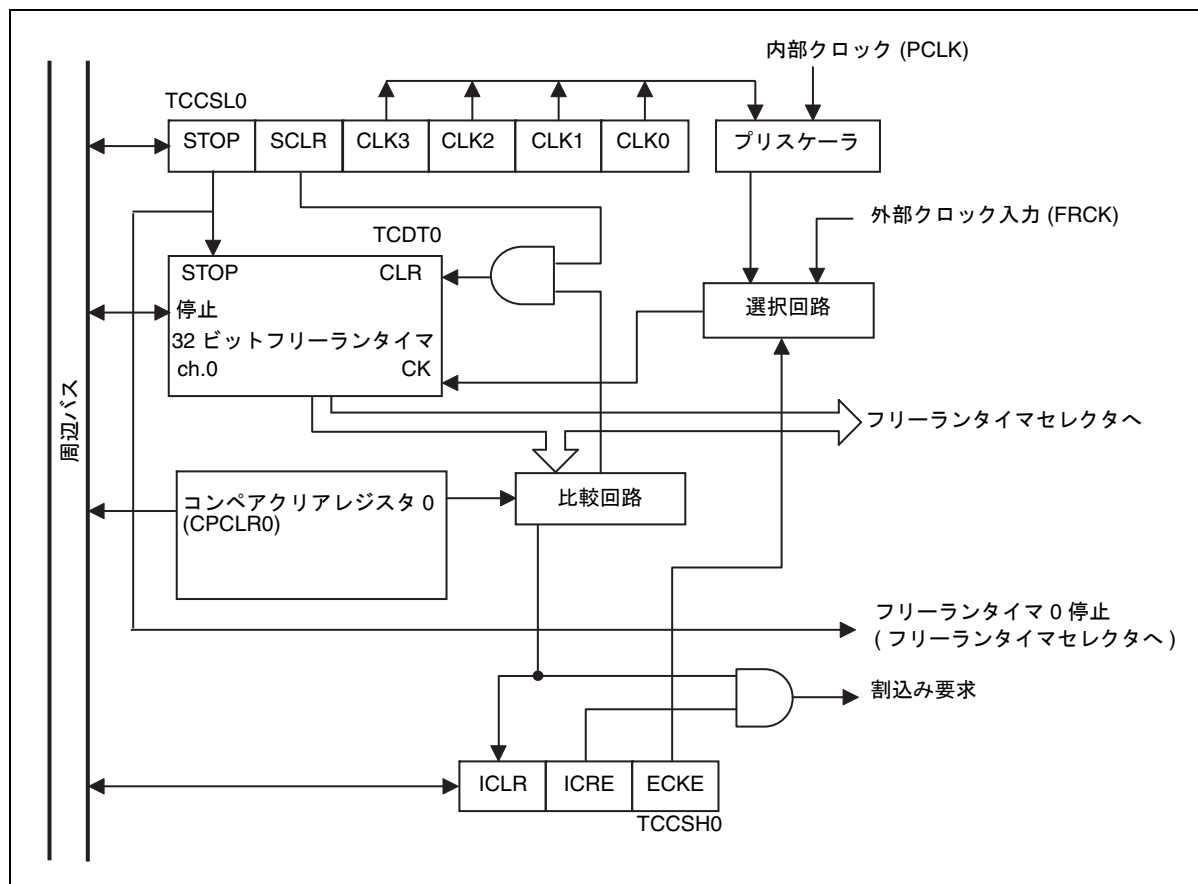 内部クロック (PCLK)
TCCSL0
STOP
SCLR
CLK3
CLK2
CLK1
CLK0
プリスケーラ
外部クロック入力 (FRCK)
TCDT0
STOP
CLR
選択回路
停止
32 ビットフリーランタイマ
ch.0
CK
周辺バス
フリーランタイマセレクタへ
コンペアクリアレジスタ 0
(CPCLR0)
比較回路
フリーランタイマ 0 停止
( フリーランタイマセレクタへ )
割込み要求
ICLR
ICRE
ECKE
TCCSH0